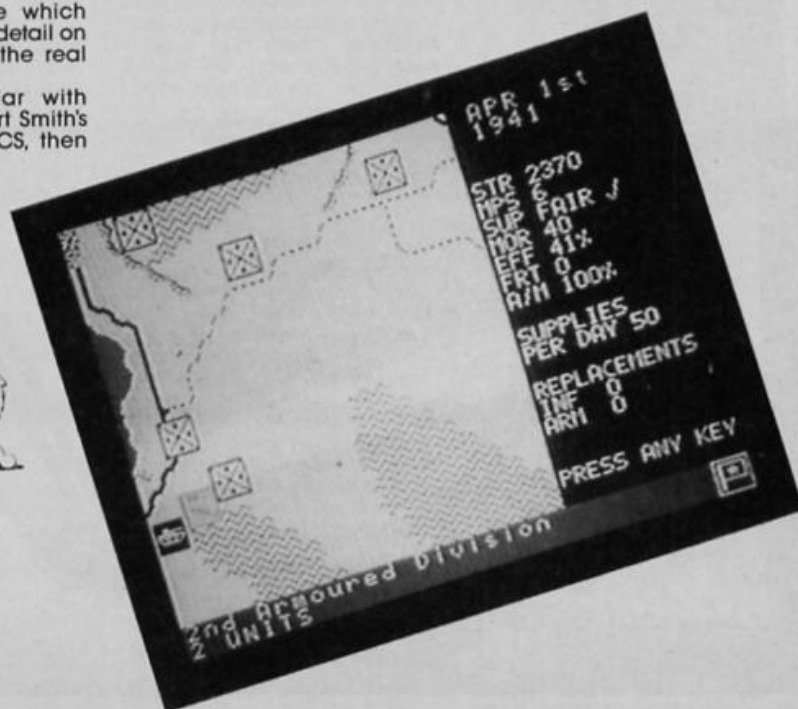 e which
detail on
the real
ar with
rt Smith's
CS, then
APR 1st
1941
STR 2370
MPS 6
SUP FAIR √
MOR 40
EFF 41%
FRT 0
A/M 100%
SUPPLIES
PER DAY 50
REPLACEMENTS
INF 0
ARM 0
PRESS ANY KEY
2nd Armoured Division
2 UNITS